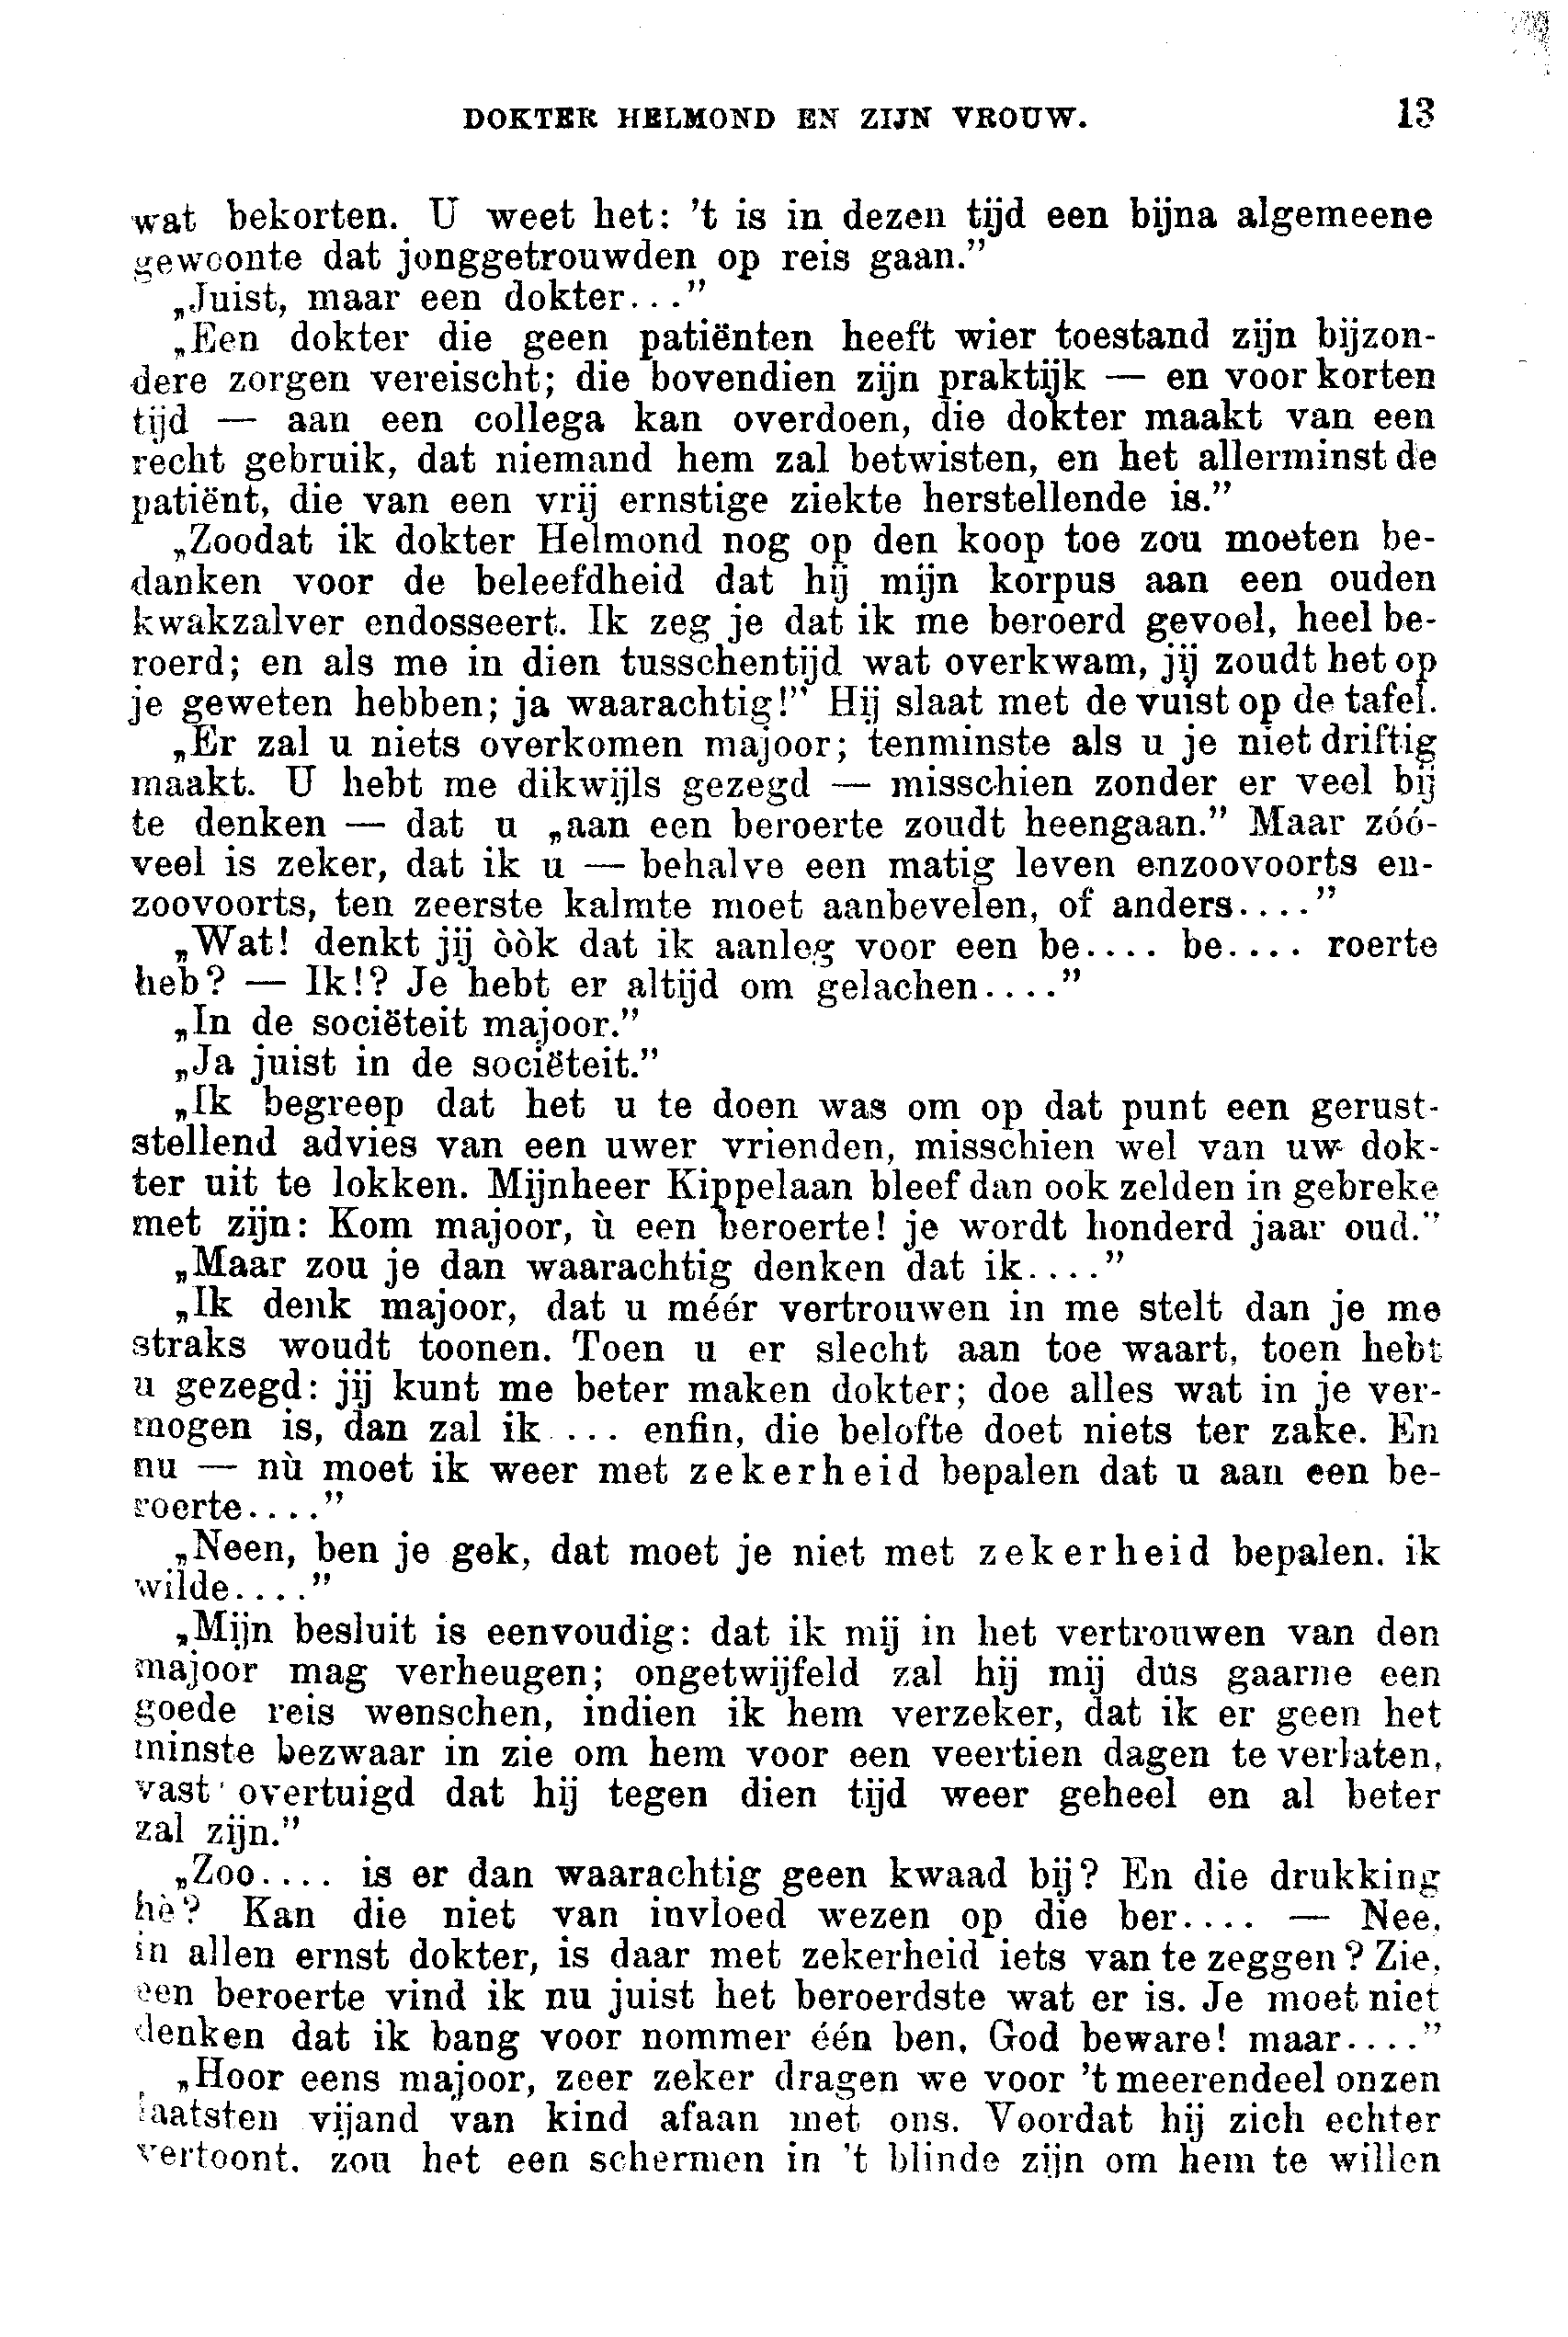 DOKTER HELMOND EN ZIJN VROUW. 13
wat bekorten. U weet het: 't is in dezen tijd een bijna algemeene
gewoonte dat jonggetrouwden op reis gaan.”
„Juist, maar een dokter...”
„Een dokter die geen patiënten heeft wier toestand zijn bijzon-
dere zorgen vereischt; die bovendien zijn praktijk — en voor korten
tijd — aan een collega kan overdoen, die dokter maakt van een
recht gebruik, dat niemand hem zal betwisten, en het allerminst de
patiënt, die van een vrij ernstige ziekte herstellende is.”
„Zoodat ik dokter Helmond nog op den koop toe zou moeten be-
danken voor de beleefdheid dat hij mijn korpus aan een ouden
kwakzalver endosseert. Ik zeg je dat ik me beroerd gevoel, heel be-
roerd; en als me in dien tusschentijd wat overkwam, jij zoudt het op
je geweten hebben; ja waarachtig!” Hij slaat met de vuist op de tafel.
„Er zal u niets overkomen majoor; tenminste als u je niet driftig
maakt. U hebt me dikwijls gezegd — misschien zonder er veel bij
te denken — dat u „aan een beroerte zoudt heengaan.” Maar zóó-
veel is zeker, dat ik u — behalve een matig leven enzoovoorts en-
zoovoorts, ten zeerste kalmte moet aanbevelen, of anders....”
„Wat! denkt jij òòk dat ik aanleg voor een be.... be.... roerte
heb? — Ik!? Je hebt er altijd om gelachen....”
„In de sociëteit majoor.”
„Ja juist in de sociëteit.”
„Ik begreep dat het u te doen was om op dat punt een gerust-
stellend advies van een uwer vrienden, misschien wel van uw dok-
ter uit te lokken. Mijnheer Kippelaan bleef dan ook zelden in gebreke
met zijn: Kom majoor, ù een beroerte! je wordt honderd jaar oud.”
„Maar zou je dan waarachtig denken dat ik....”
„Ik denk majoor, dat u méér vertrouwen in me stelt dan je me
straks woudt toonen. Toen u er slecht aan toe waart, toen hebt
u gezegd: jij kunt me beter maken dokter; doe alles wat in je ver-
mogen is, dan zal ik ... enfin, die belofte doet niets ter zake. En
nu — nù moet ik weer met zekerheid bepalen dat u aan een be-
roerte....”
„Neen, ben je gek, dat moet je niet met zekerheid bepalen. ik
wilde....”
„Mijn besluit is eenvoudig: dat ik mij in het vertrouwen van den
majoor mag verheugen; ongetwijfeld zal hij mij dus gaarne een
goede reis wenschen, indien ik hem verzeker, dat ik er geen het
minste bezwaar in zie om hem voor een veertien dagen te verlaten,
vast overtuigd dat hij tegen dien tijd weer geheel en al beter
zal zijn.”
„Zoo.... is er dan waarachtig geen kwaad bij? En die drukking
hè? Kan die niet van invloed wezen op die ber.... — Nee,
in allen ernst dokter, is daar met zekerheid iets van te zeggen? Zie,
een beroerte vind ik nu juist het beroerdste wat er is. Je moet niet
denken dat ik bang voor nommer één ben, God beware! maar....”
„Hoor eens majoor, zeer zeker dragen we voor 't meerendeel onzen
laatsten vijand van kind afaan met ons. Voordat hij zich echter
vertoont. zou het een schermen in 't blinde zijn om hem te willen